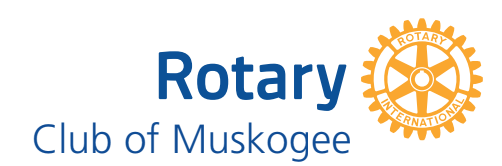 Rotary
Club of Muskogee
ROTARY
INTERNATIONAL